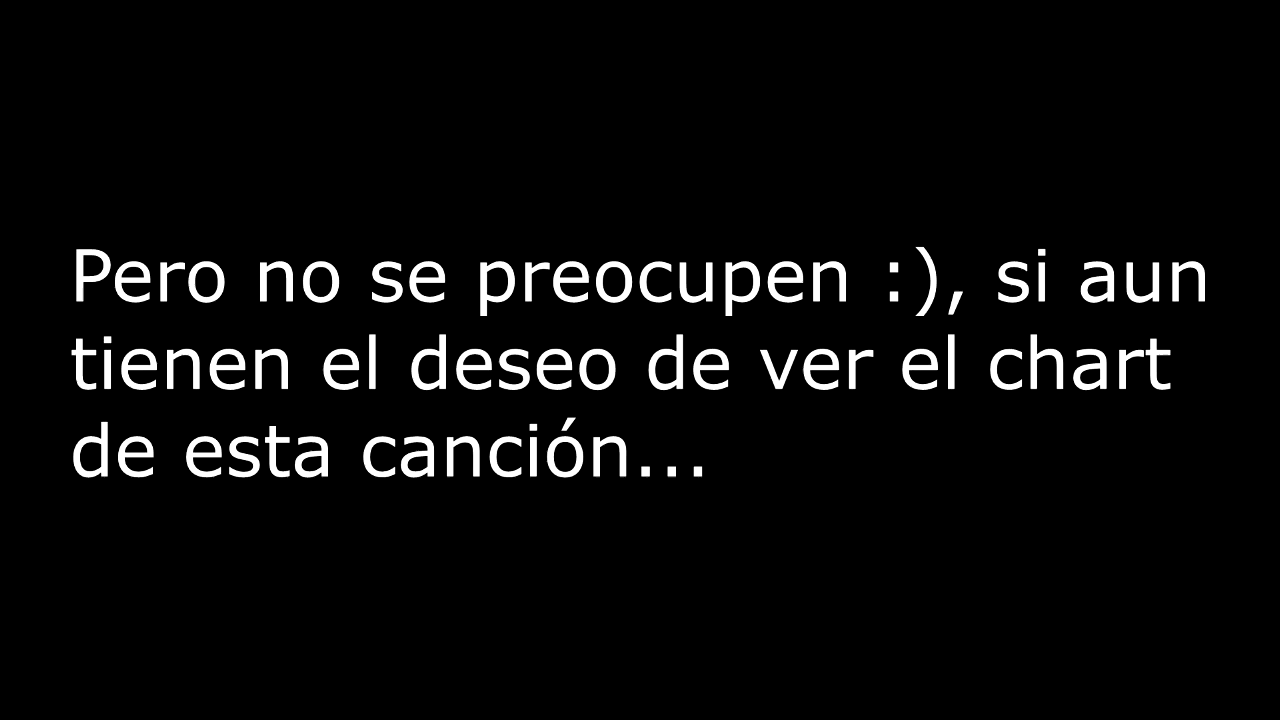 Pero no se preocupen :), si aun
tienen el deseo de ver el chart
de esta canción...